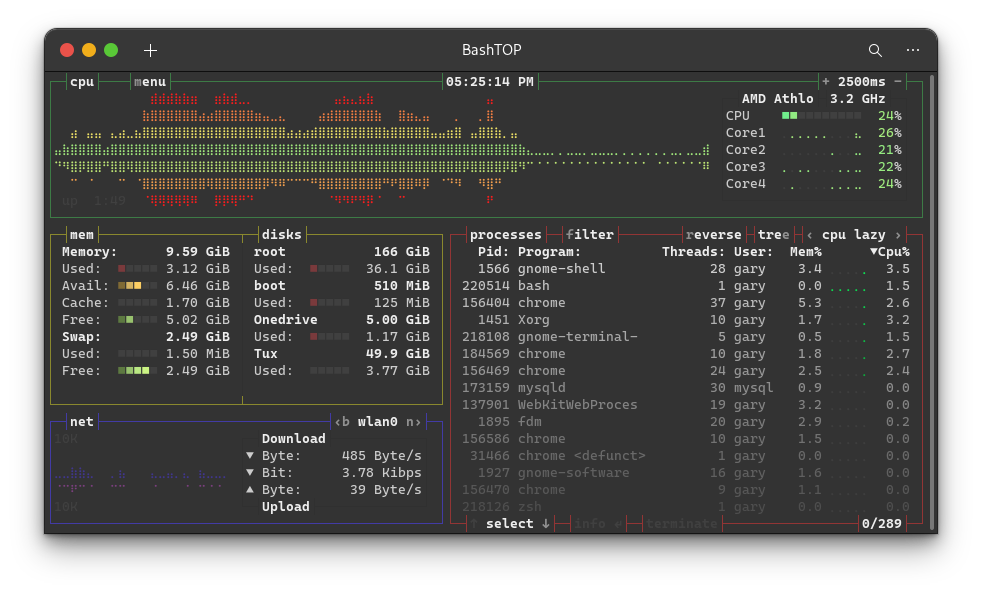 BashTOP
cpu menu 05:25:14 PM + 2500ms -
AMD Athlo 3.2 GHz
CPU 24%
Core1 26%
Core2 21%
Core3 22%
Core4 24%
up 1:49
mem disks
Memory: 9.59 GiB root 166 GiB
Used: 3.12 GiB Used: 36.1 GiB
Avail: 6.46 GiB boot 510 MiB
Cache: 1.70 GiB Used: 125 MiB
Free: 5.02 GiB Onedrive 5.00 GiB
Swap: 2.49 GiB Used: 1.17 GiB
Used: 1.50 MiB Tux 49.9 GiB
Free: 2.49 GiB Used: 3.77 GiB
net ‹b wlan0 n›
10K Download
▼ Byte: 485 Byte/s
▼ Bit: 3.78 Kibps
▲ Byte: 39 Byte/s
10K Upload
processes filter reverse tree ‹ cpu lazy ›
Pid: Program: Threads: User: Mem% ▼Cpu%
1566 gnome-shell 28 gary 3.4 3.5
220514 bash 1 gary 0.0 1.5
156404 chrome 37 gary 5.3 2.6
1451 Xorg 10 gary 1.7 3.2
218108 gnome-terminal- 5 gary 0.5 1.5
184569 chrome 10 gary 1.8 2.7
156469 chrome 24 gary 2.5 2.4
173159 mysqld 30 mysql 0.9 0.0
137901 WebKitWebProces 19 gary 3.2 0.0
1895 fdm 20 gary 2.9 0.2
156586 chrome 10 gary 1.5 0.0
31466 chrome <defunct> 1 gary 0.0 0.0
1927 gnome-software 16 gary 1.6 0.0
156470 chrome 9 gary 1.1 0.0
218126 zsh 1 gary 0.0 0.0
↑ select ↓ info ↵ terminate 0/289